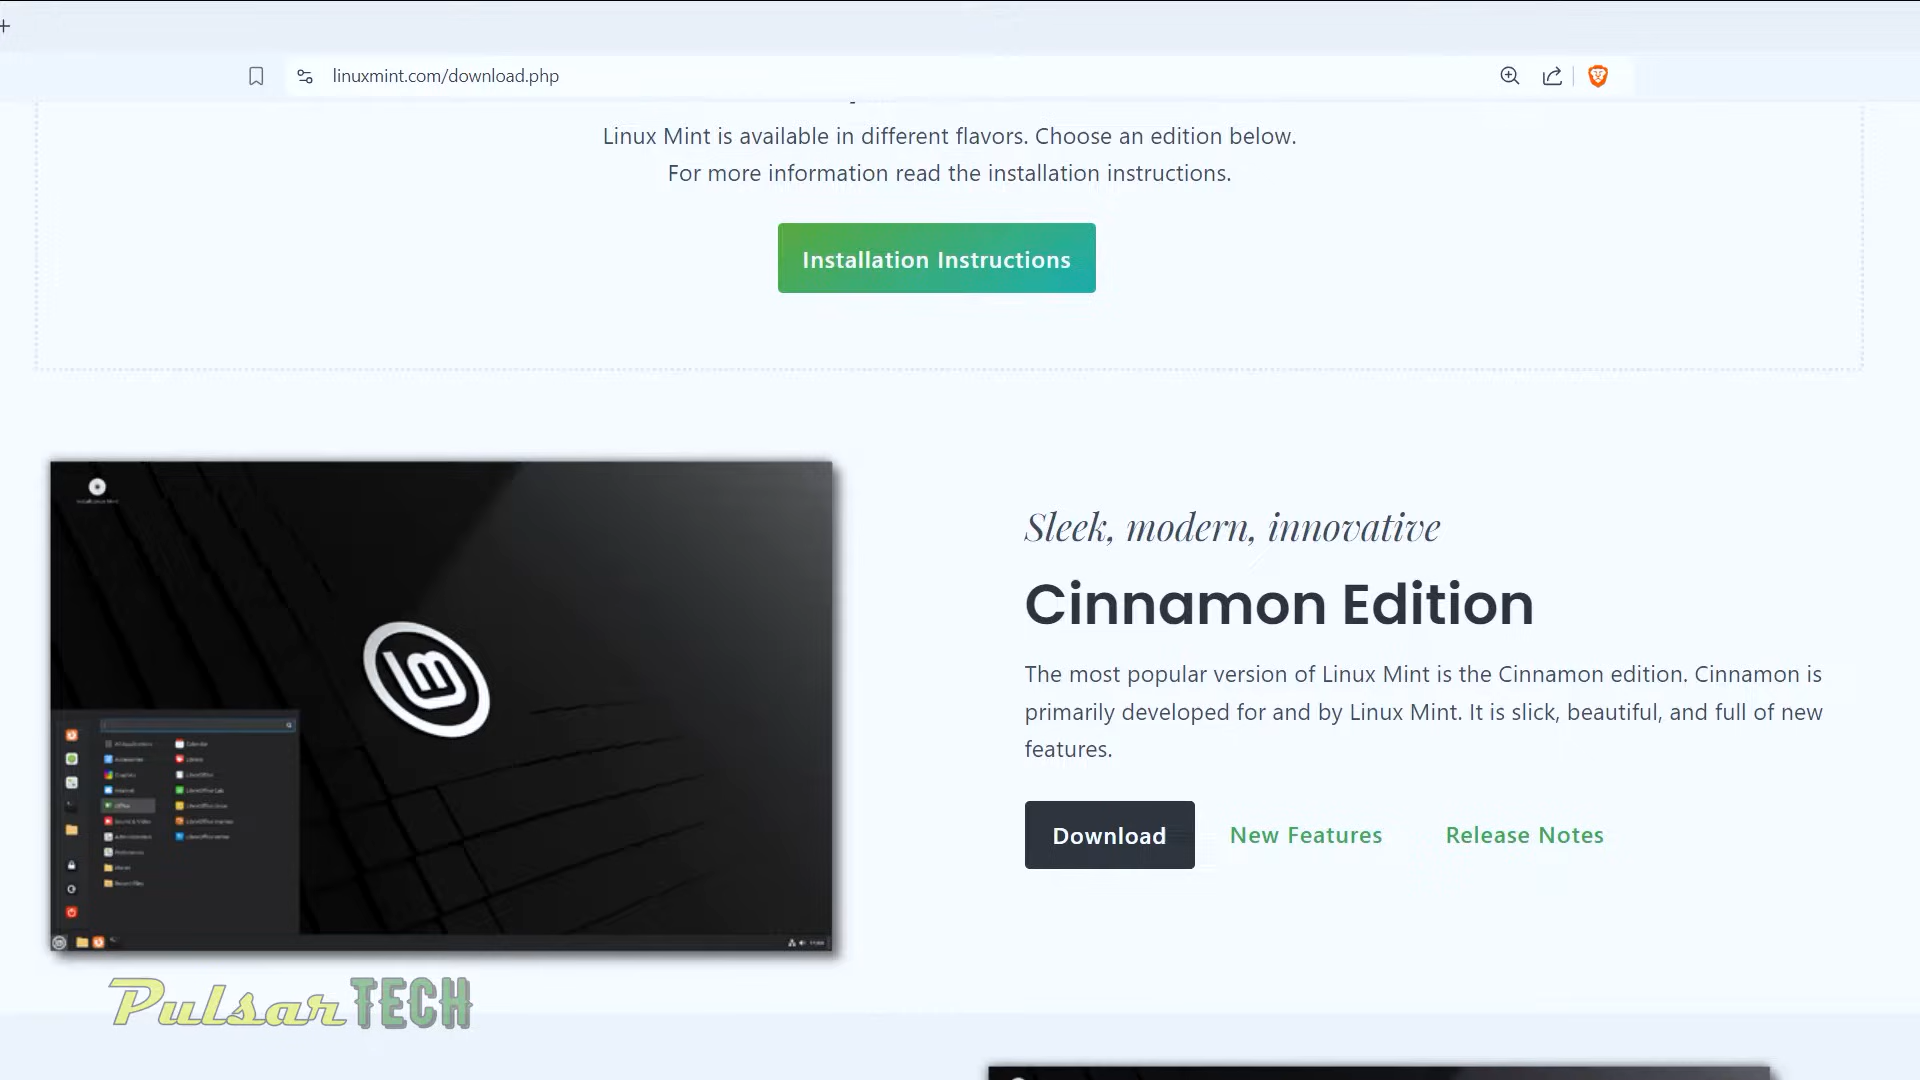 linuxmint.com/download.php
Linux Mint is available in different flavors. Choose an edition below.
For more information read the installation instructions.
Installation Instructions
Sleek, modern, innovative
Cinnamon Edition
The most popular version of Linux Mint is the Cinnamon edition. Cinnamon is
primarily developed for and by Linux Mint. It is slick, beautiful, and full of new
features.
Download
New Features
Release Notes
PulsarTECH